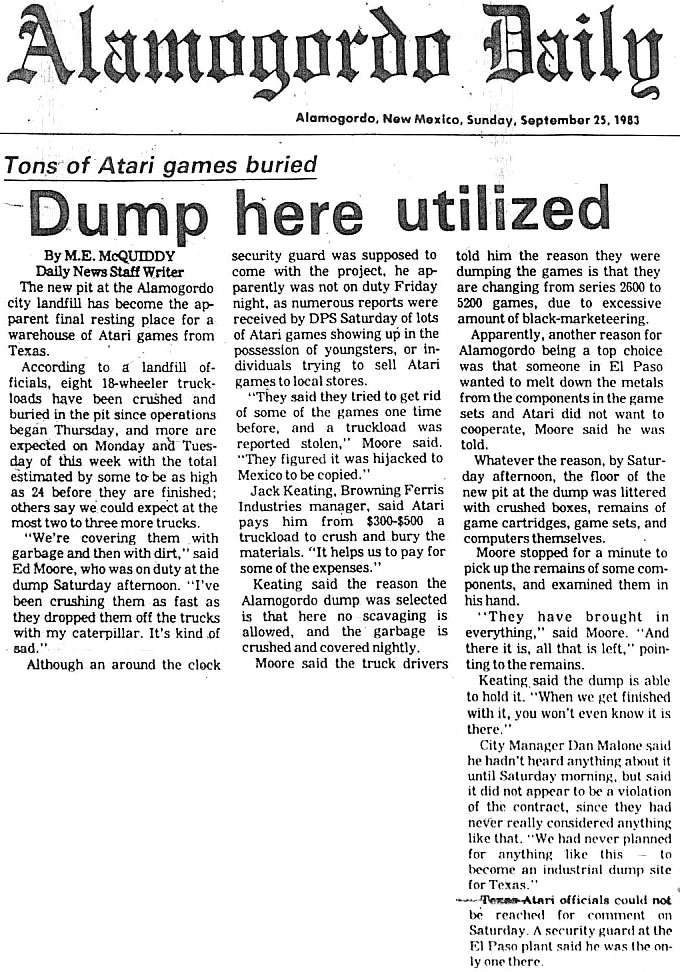 Alamogordo Daily
Alamogordo, New Mexico, Sunday, September 25, 1983
Tons of Atari games buried
Dump here utilized
By M.E. McQUIDDY
Daily News Staff Writer
The new pit at the Alamogordo
city landfill has become the ap-
parent final resting place for a
warehouse of Atari games from
Texas.
According to a landfill of-
ficials, eight 18-wheeler truck-
loads have been crushed and
buried in the pit since operations
began Thursday, and more are
expected on Monday and Tues-
day of this week with the total
estimated by some to be as high
as 24 before they are finished;
others say we could expect at the
most two to three more trucks.
"We're covering them with
garbage and then with dirt," said
Ed Moore, who was on duty at the
dump Saturday afternoon. "I've
been crushing them as fast as
they dropped them off the trucks
with my caterpillar. It's kind of
sad."
Although an around the clock
security guard was supposed to
come with the project, he ap-
parently was not on duty Friday
night, as numerous reports were
received by DPS Saturday of lots
of Atari games showing up in the
possession of youngsters, or in-
dividuals trying to sell Atari
games to local stores.
"They said they tried to get rid
of some of the games one time
before, and a truckload was
reported stolen," Moore said.
"They figured it was hijacked to
Mexico to be copied."
Jack Keating, Browning Ferris
Industries manager, said Atari
pays him from $300-$500 a
truckload to crush and bury the
materials. "It helps us to pay for
some of the expenses."
Keating said the reason the
Alamogordo dump was selected
is that here no scavaging is
allowed, and the garbage is
crushed and covered nightly.
Moore said the truck drivers
told him the reason they were
dumping the games is that they
are changing from series 2600 to
5200 games, due to excessive
amount of black-marketeering.
Apparently, another reason for
Alamogordo being a top choice
was that someone in El Paso
wanted to melt down the metals
from the components in the game
sets and Atari did not want to
cooperate, Moore said he was
told.
Whatever the reason, by Satur-
day afternoon, the floor of the
new pit at the dump was littered
with crushed boxes, remains of
game cartridges, game sets, and
computers themselves.
Moore stopped for a minute to
pick up the remains of some com-
ponents, and examined them in
his hand.
"They have brought in
everything," said Moore. "And
there it is, all that is left," poin-
ting to the remains.
Keating said the dump is able
to hold it. "When we get finished
with it, you won't even know it is
there."
City Manager Dan Malone said
he hadn't heard anything about it
until Saturday morning, but said
it did not appear to be a violation
of the contract, since they had
never really considered anything
like that. "We had never planned
for anything like this — to
become an industrial dump site
for Texas."
Texas Atari officials could not
be reached for comment on
Saturday. A security guard at the
El Paso plant said he was the on-
ly one there.